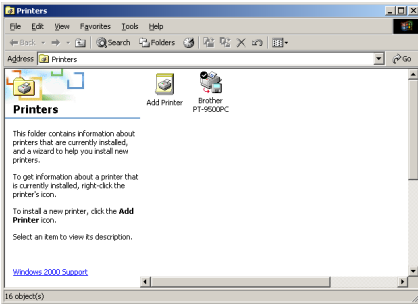 Printers
File Edit View Favorites Tools Help
Back Search Folders
Address Printers Go
Add Printer
Brother
PT-9500PC
Printers
This folder contains information about
printers that are currently installed,
and a wizard to help you install new
printers.
To get information about a printer that
is currently installed, right-click the
printer's icon.
To install a new printer, click the Add
Printer icon.
Select an item to view its description.
Windows 2000 Support
16 object(s)